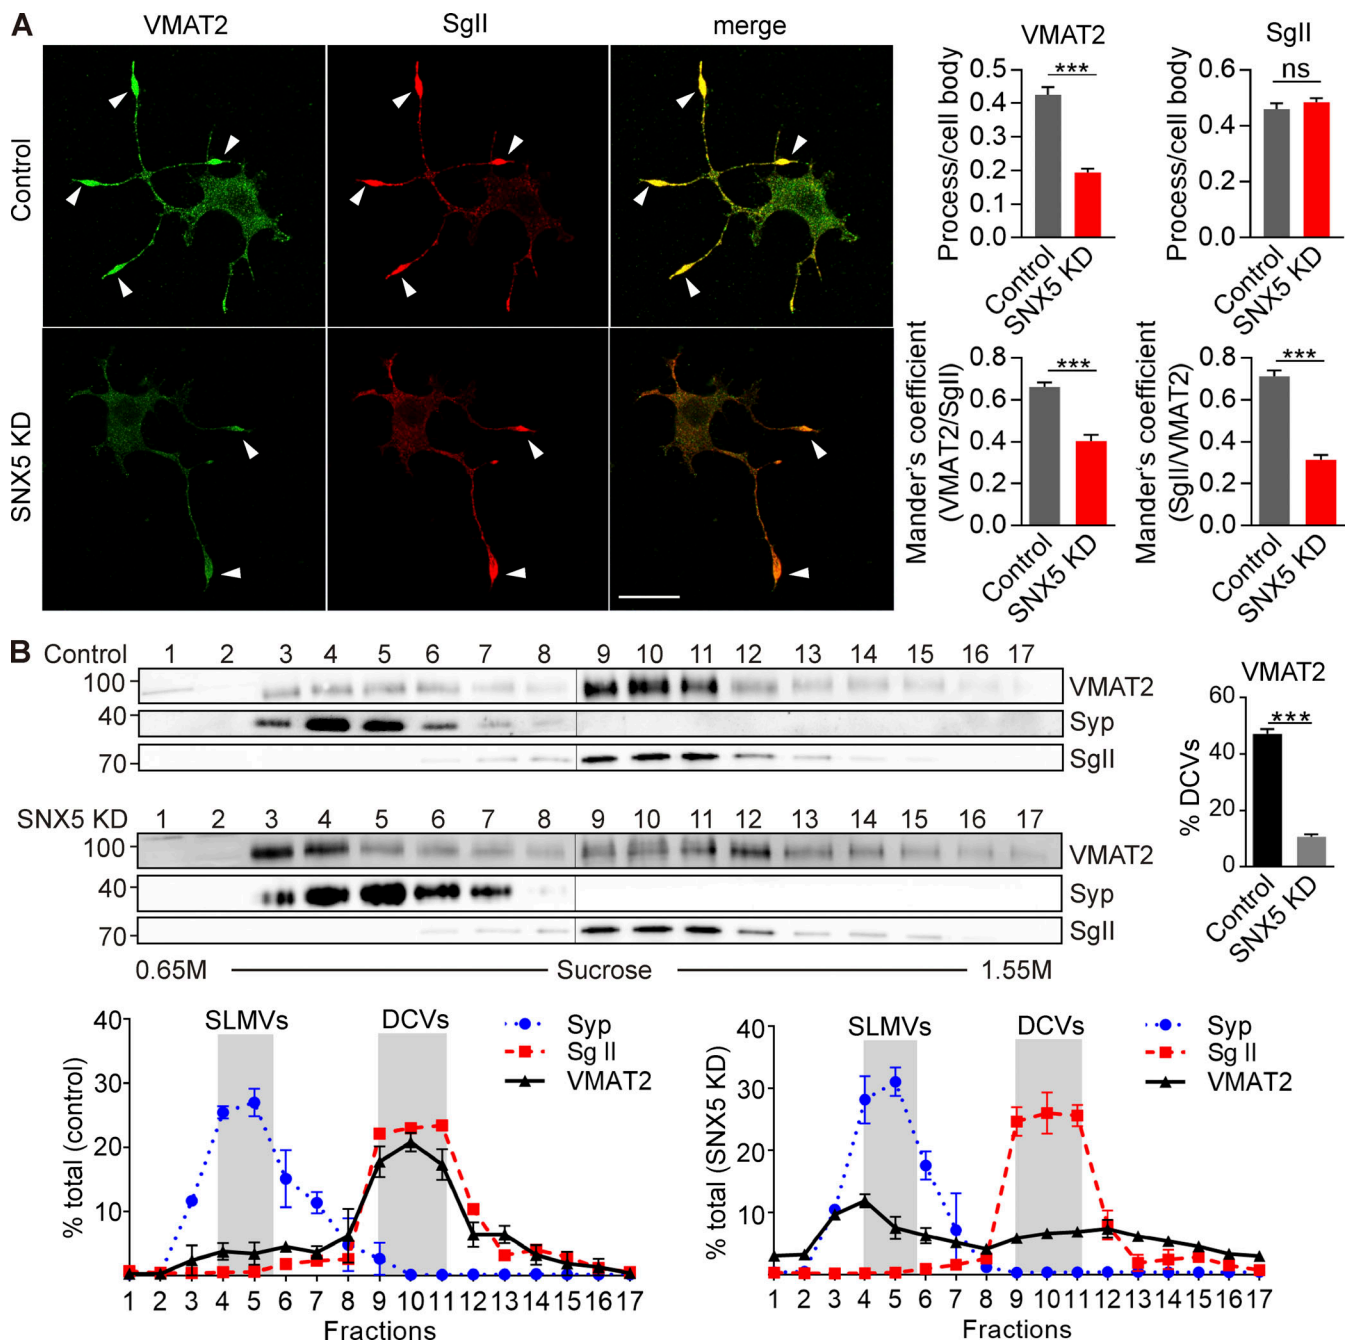 A
VMAT2
SgII
merge
Control
SNX5 KD
VMAT2
Process/cell body
0.5
0.4
0.3
0.2
0.1
0.0
***
Control
SNX5 KD
SgII
Process/cell body
0.6
0.4
0.2
0.0
ns
Control
SNX5 KD
Mander's coefficient
(VMAT2/SgII)
0.8
0.6
0.4
0.2
0.0
***
Control
SNX5 KD
Mander‘s coefficient
(SgII/VMAT2)
0.8
0.6
0.4
0.2
0.0
***
Control
SNX5 KD
B
Control 1 2 3 4 5 6 7 8 9 10 11 12 13 14 15 16 17
100 VMAT2
40 Syp
70 SgII
SNX5 KD 1 2 3 4 5 6 7 8 9 10 11 12 13 14 15 16 17
100 VMAT2
40 Syp
70 SgII
0.65M Sucrose 1.55M
VMAT2
% DCVs
60
40
20
0
***
Control
SNX5 KD
% total (control)
40
30
20
10
SLMVs DCVs
Syp
Sg II
VMAT2
1 2 3 4 5 6 7 8 9 10 11 12 13 14 15 16 17
Fractions
% total (SNX5 KD)
40
30
20
10
SLMVs DCVs
Syp
Sg II
VMAT2
1 2 3 4 5 6 7 8 9 10 11 12 13 14 15 16 17
Fractions